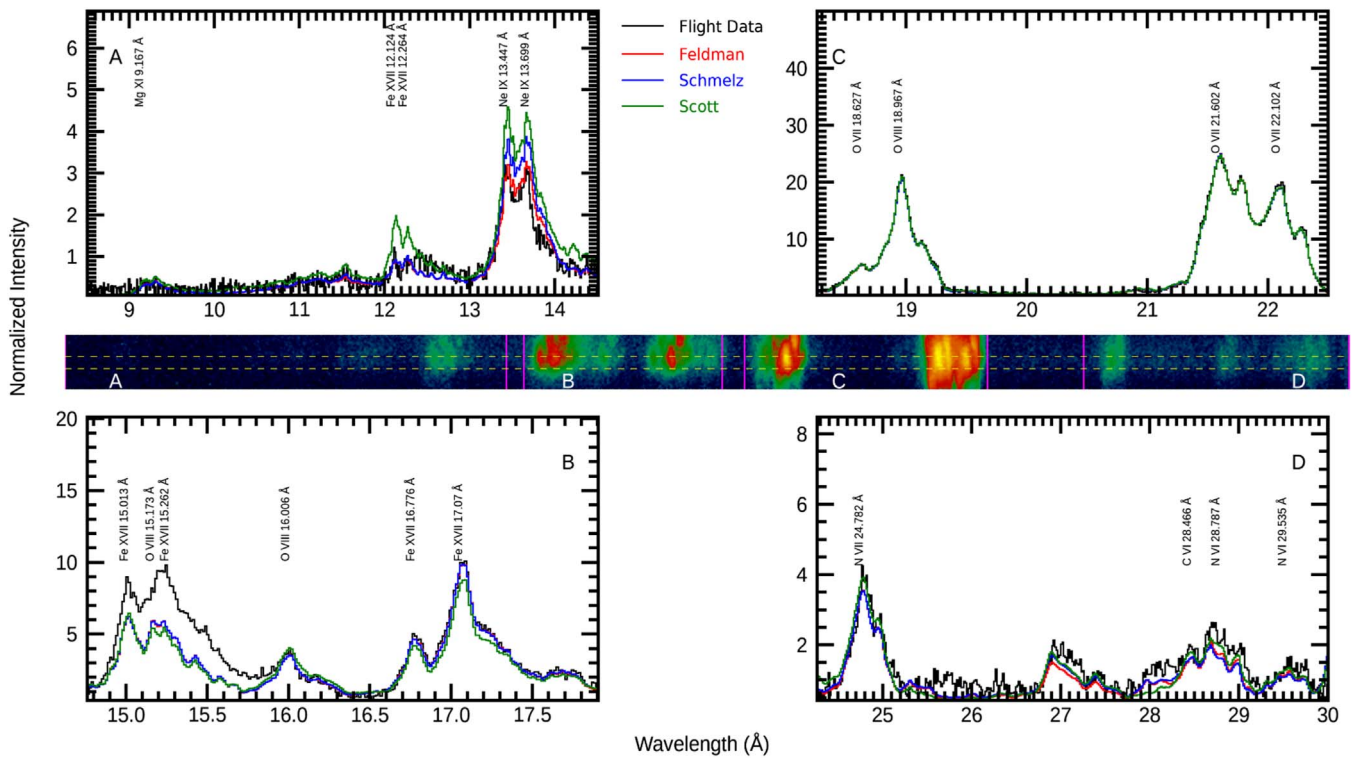 A
Mg XI 9.167 Å
Fe XVII 12.124 Å
Fe XVII 12.264 Å
Ne IX 13.447 Å
Ne IX 13.699 Å
6
5
4
3
2
1
9
10
11
12
13
14
Flight Data
Feldman
Schmelz
Scott
C
O VII 18.627 Å
O VIII 18.967 Å
O VII 21.602 Å
O VII 22.102 Å
40
30
20
10
19
20
21
22
Normalized Intensity
A
B
C
D
B
Fe XVII 15.013 Å
O VIII 15.173 Å
Fe XVII 15.262 Å
O VIII 16.006 Å
Fe XVII 16.776 Å
Fe XVII 17.07 Å
20
15
10
5
15.0
15.5
16.0
16.5
17.0
17.5
D
N VII 24.782 Å
C VI 28.466 Å
N VI 28.787 Å
N VI 29.535 Å
8
6
4
2
25
26
27
28
29
30
Wavelength (Å)